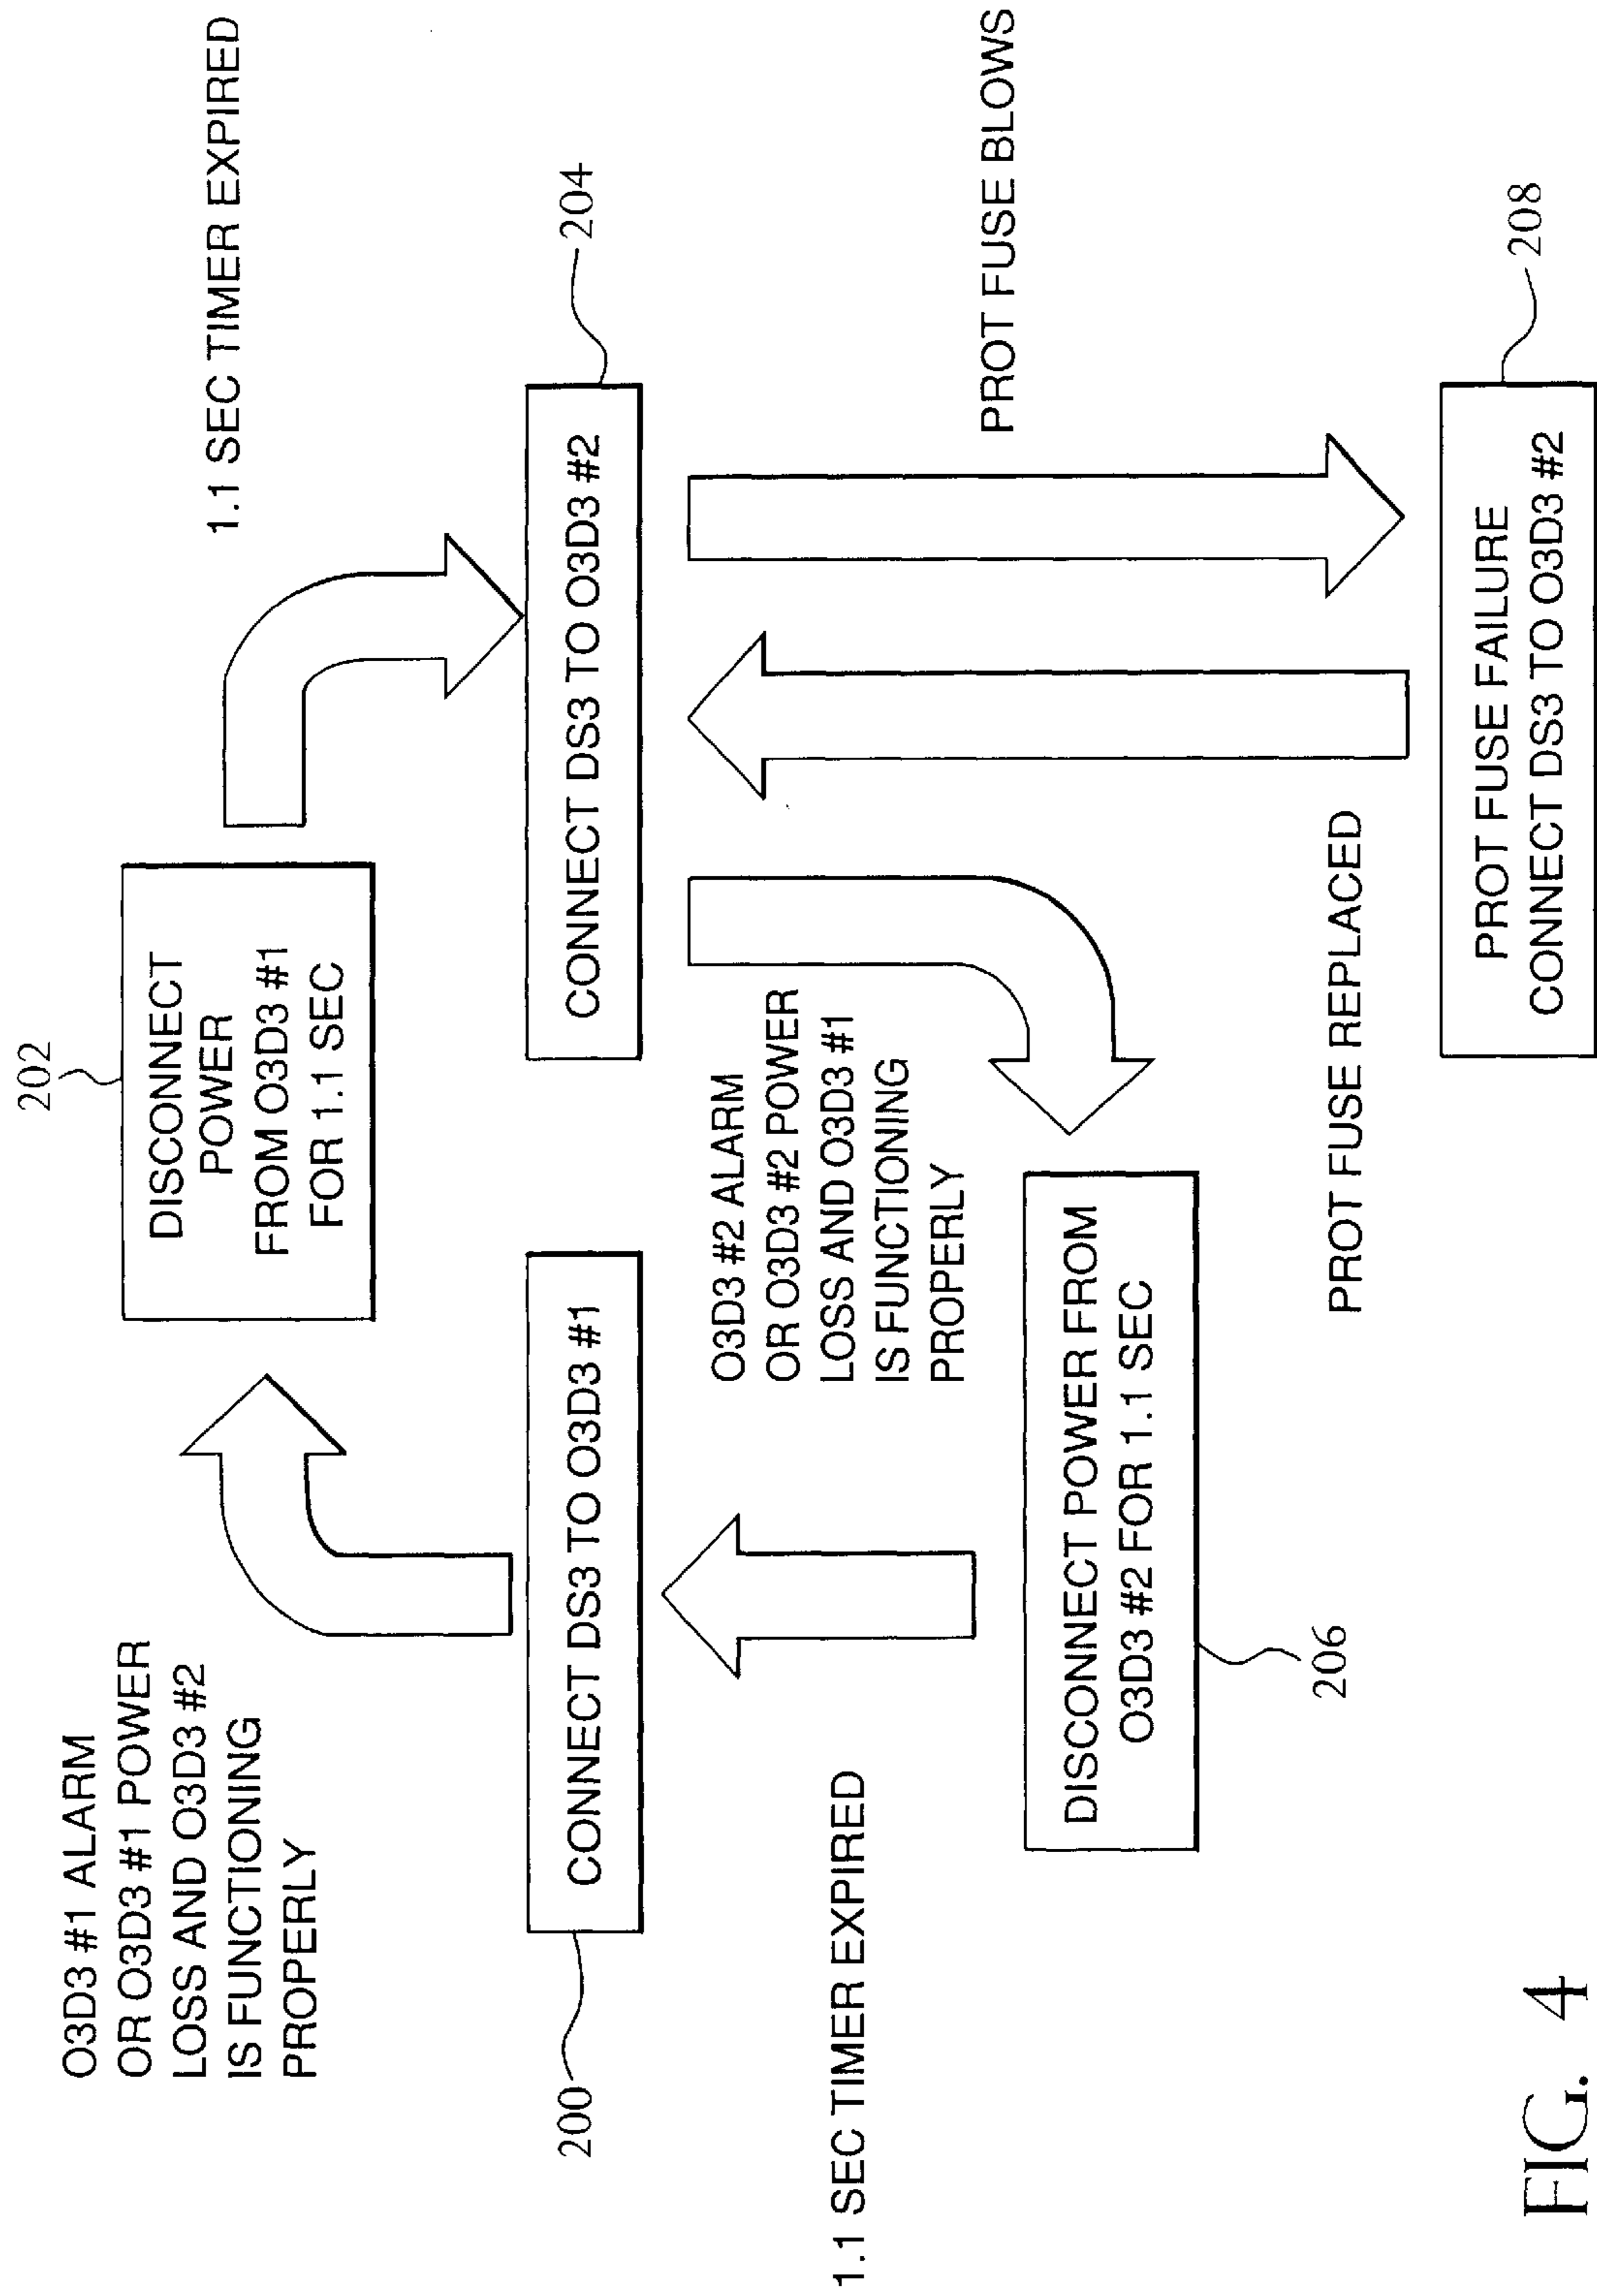 202
O3D3 #1 ALARM
OR O3D3 #1 POWER
LOSS AND O3D3 #2
IS FUNCTIONING
PROPERLY
DISCONNECT
POWER
FROM O3D3 #1
FOR 1.1 SEC
1.1 SEC TIMER EXPIRED
200
CONNECT DS3 TO O3D3 #1
CONNECT DS3 TO O3D3 #2
204
1.1 SEC TIMER EXPIRED
O3D3 #2 ALARM
OR O3D3 #2 POWER
LOSS AND O3D3 #1
IS FUNCTIONING
PROPERLY
PROT FUSE BLOWS
DISCONNECT POWER FROM
O3D3 #2 FOR 1.1 SEC
206
PROT FUSE REPLACED
PROT FUSE FAILURE
CONNECT DS3 TO O3D3 #2
208
FIG. 4